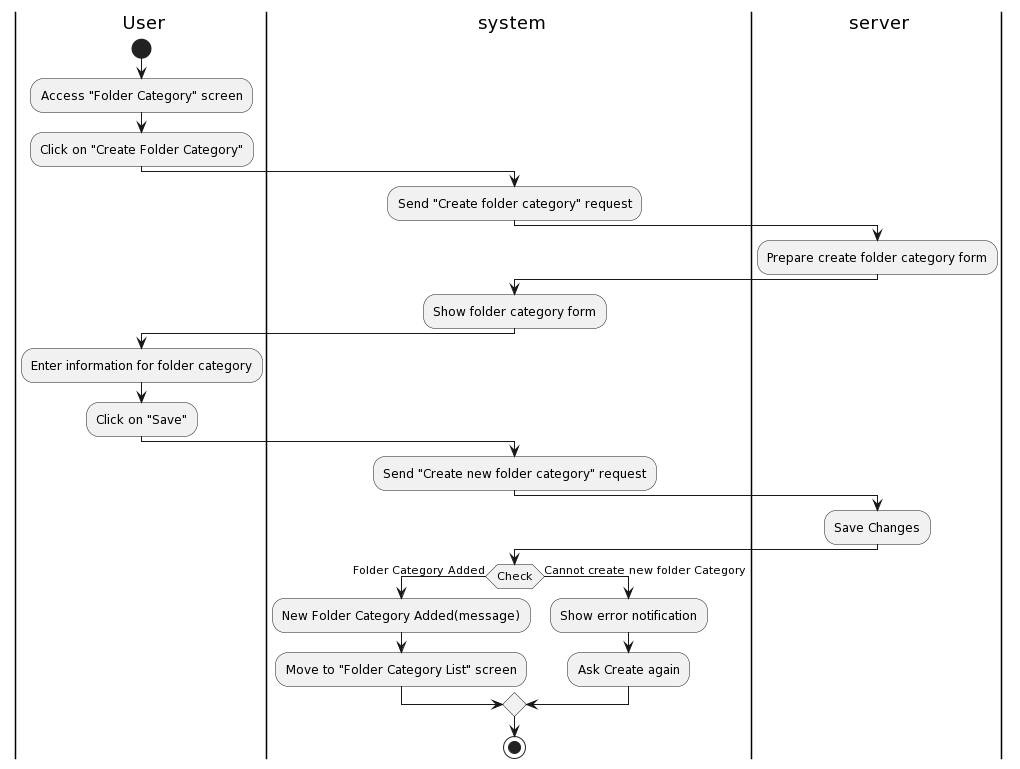 User
system
server
Access "Folder Category" screen
Click on "Create Folder Category"
Send "Create folder category" request
Prepare create folder category form
Show folder category form
Enter information for folder category
Click on "Save"
Send "Create new folder category" request
Save Changes
Folder Category Added
Check
Cannot create new folder Category
New Folder Category Added(message)
Show error notification
Move to "Folder Category List" screen
Ask Create again